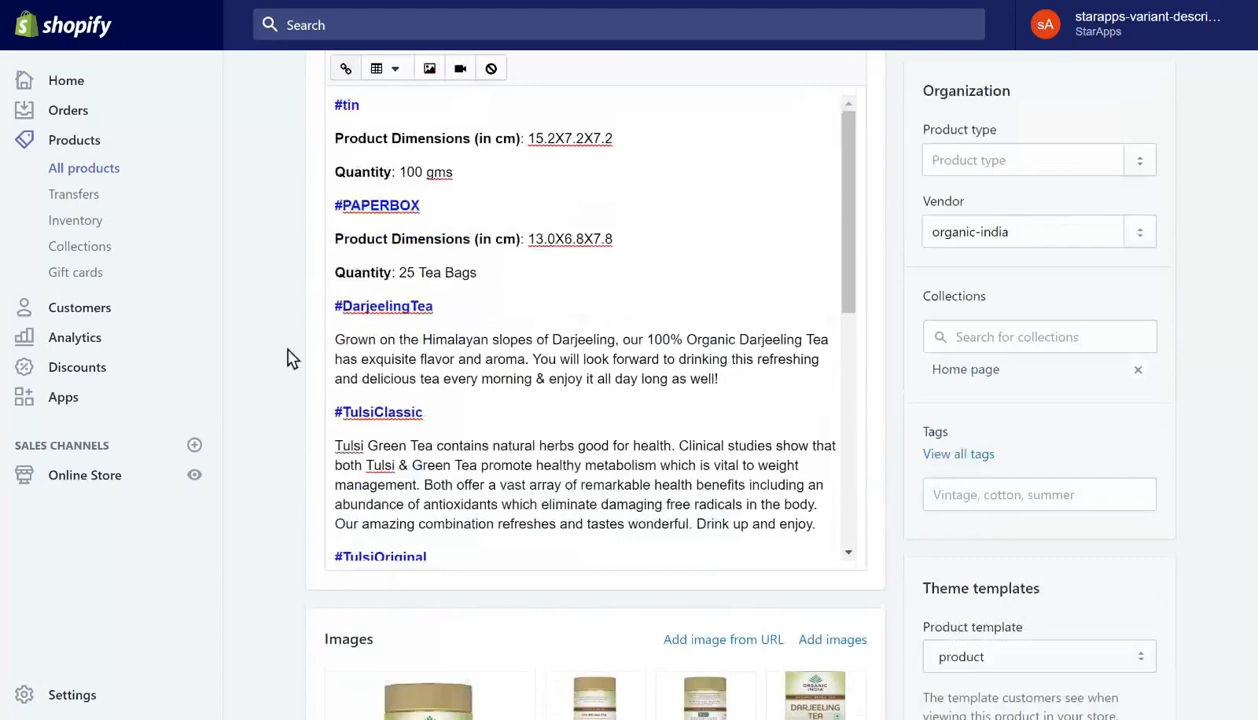 shopify
Search
sA
starapps-variant-descri...
StarApps
Home
Orders
Products
All products
Transfers
Inventory
Collections
Gift cards
Customers
Analytics
Discounts
Apps
SALES CHANNELS
Online Store
Settings
#tin
Product Dimensions (in cm): 15.2X7.2X7.2
Quantity: 100 gms
#PAPERBOX
Product Dimensions (in cm): 13.0X6.8X7.8
Quantity: 25 Tea Bags
#DarjeelingTea
Grown on the Himalayan slopes of Darjeeling, our 100% Organic Darjeeling Tea
has exquisite flavor and aroma. You will look forward to drinking this refreshing
and delicious tea every morning & enjoy it all day long as well!
#TulsiClassic
Tulsi Green Tea contains natural herbs good for health. Clinical studies show that
both Tulsi & Green Tea promote healthy metabolism which is vital to weight
management. Both offer a vast array of remarkable health benefits including an
abundance of antioxidants which eliminate damaging free radicals in the body.
Our amazing combination refreshes and tastes wonderful. Drink up and enjoy.
#TulsiOriginal
Images
Add image from URL
Add images
ORGANIC
INDIA
DARJEELING
TEA
Organization
Product type
Product type
Vendor
organic-india
Collections
Search for collections
Home page
Tags
View all tags
Vintage, cotton, summer
Theme templates
Product template
product
The template customers see when
viewing this product in your store.